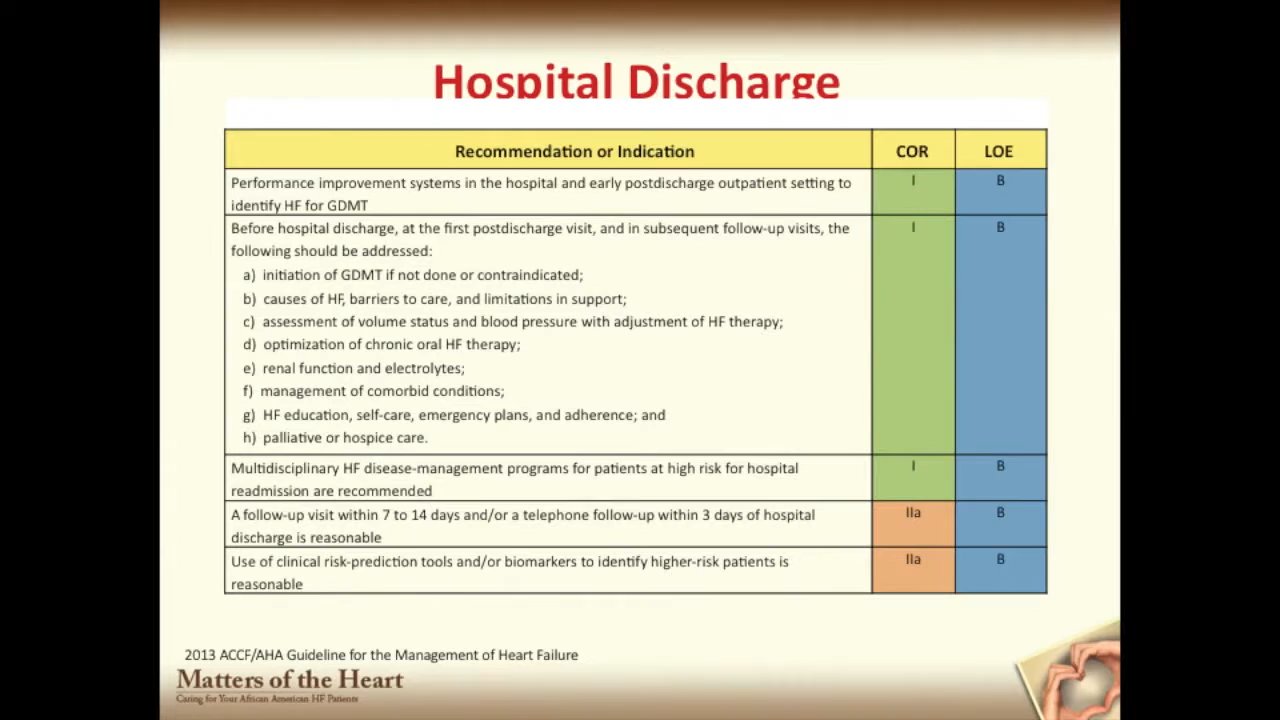 Hospital Discharge
Recommendation or Indication COR LOE
Performance improvement systems in the hospital and early postdischarge outpatient setting to I B
identify HF for GDMT
Before hospital discharge, at the first postdischarge visit, and in subsequent follow-up visits, the I B
following should be addressed:
a) initiation of GDMT if not done or contraindicated;
b) causes of HF, barriers to care, and limitations in support;
c) assessment of volume status and blood pressure with adjustment of HF therapy;
d) optimization of chronic oral HF therapy;
e) renal function and electrolytes;
f) management of comorbid conditions;
g) HF education, self-care, emergency plans, and adherence; and
h) palliative or hospice care.
Multidisciplinary HF disease-management programs for patients at high risk for hospital I B
readmission are recommended
A follow-up visit within 7 to 14 days and/or a telephone follow-up within 3 days of hospital IIa B
discharge is reasonable
Use of clinical risk-prediction tools and/or biomarkers to identify higher-risk patients is IIa B
reasonable
2013 ACCF/AHA Guideline for the Management of Heart Failure
Matters of the Heart
Caring for Your African American HF Patients